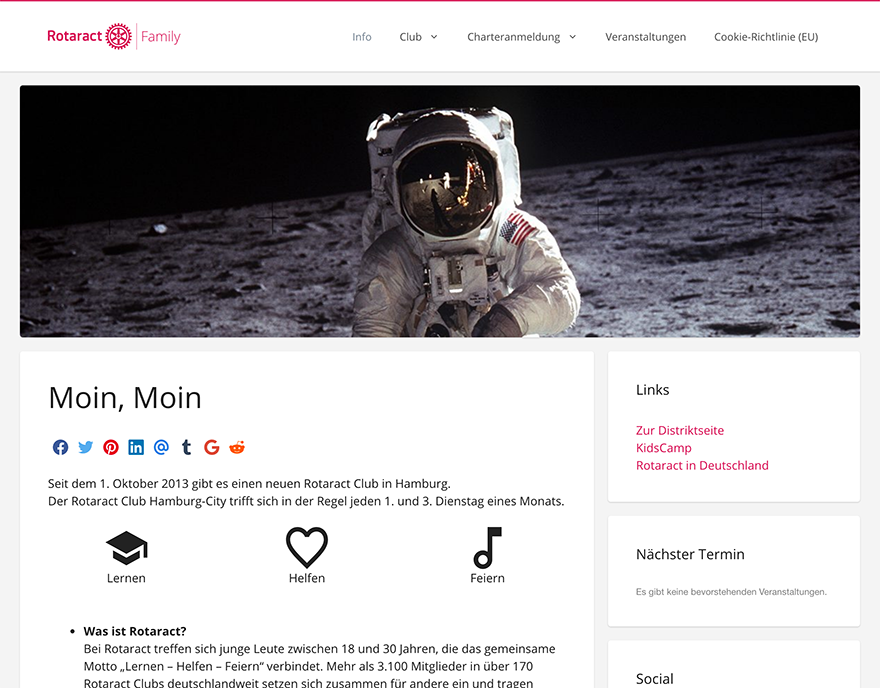 Rotaract Family
Info Club Charteranmeldung Veranstaltungen Cookie-Richtlinie (EU)
Moin, Moin
Seit dem 1. Oktober 2013 gibt es einen neuen Rotaract Club in Hamburg.
Der Rotaract Club Hamburg-City trifft sich in der Regel jeden 1. und 3. Dienstag eines Monats.
Lernen Helfen Feiern
Was ist Rotaract?
Bei Rotaract treffen sich junge Leute zwischen 18 und 30 Jahren, die das gemeinsame
Motto „Lernen – Helfen – Feiern“ verbindet. Mehr als 3.100 Mitglieder in über 170
Rotaract Clubs deutschlandweit setzen sich zusammen für andere ein und tragen
Links
Zur Distriktseite
KidsCamp
Rotaract in Deutschland
Nächster Termin
Es gibt keine bevorstehenden Veranstaltungen.
Social